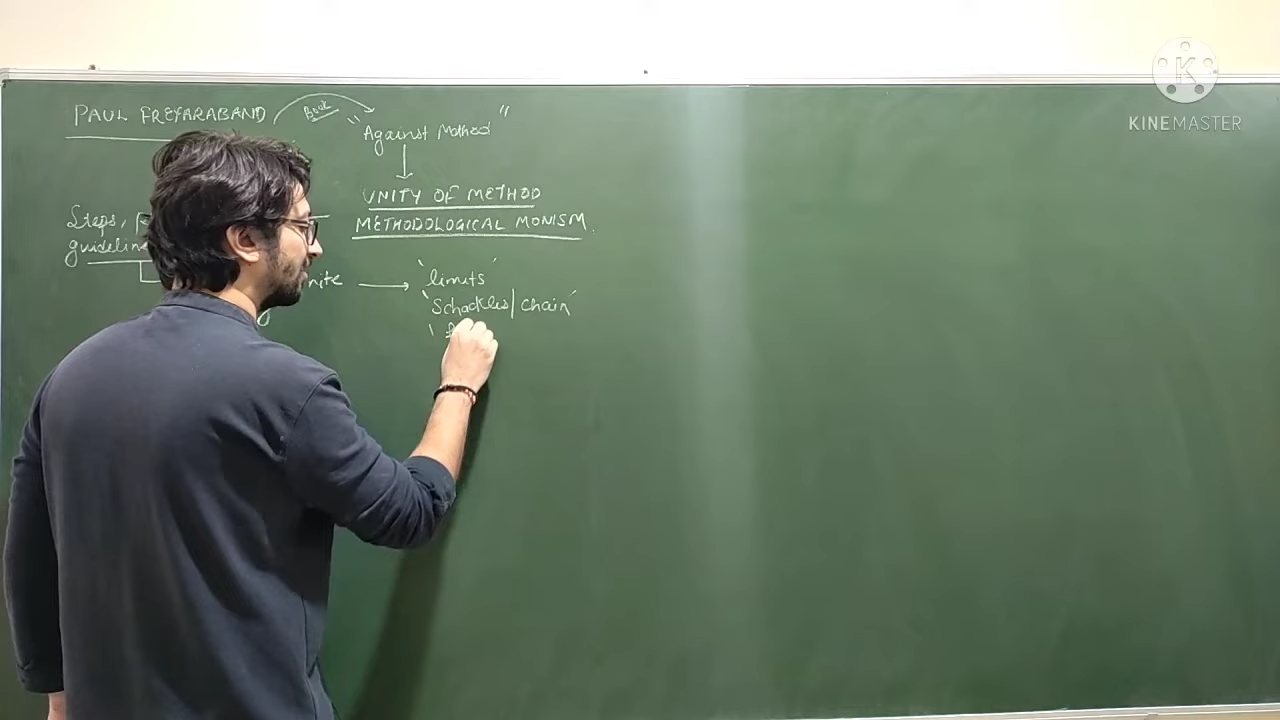 PAUL FREYARABAND
Book
"Against Method"
UNITY OF METHOD
METHODOLOGICAL MONISM.
Steps,
guideline
nite → 'limits'
'Schackles/chain'
K
KINEMASTER